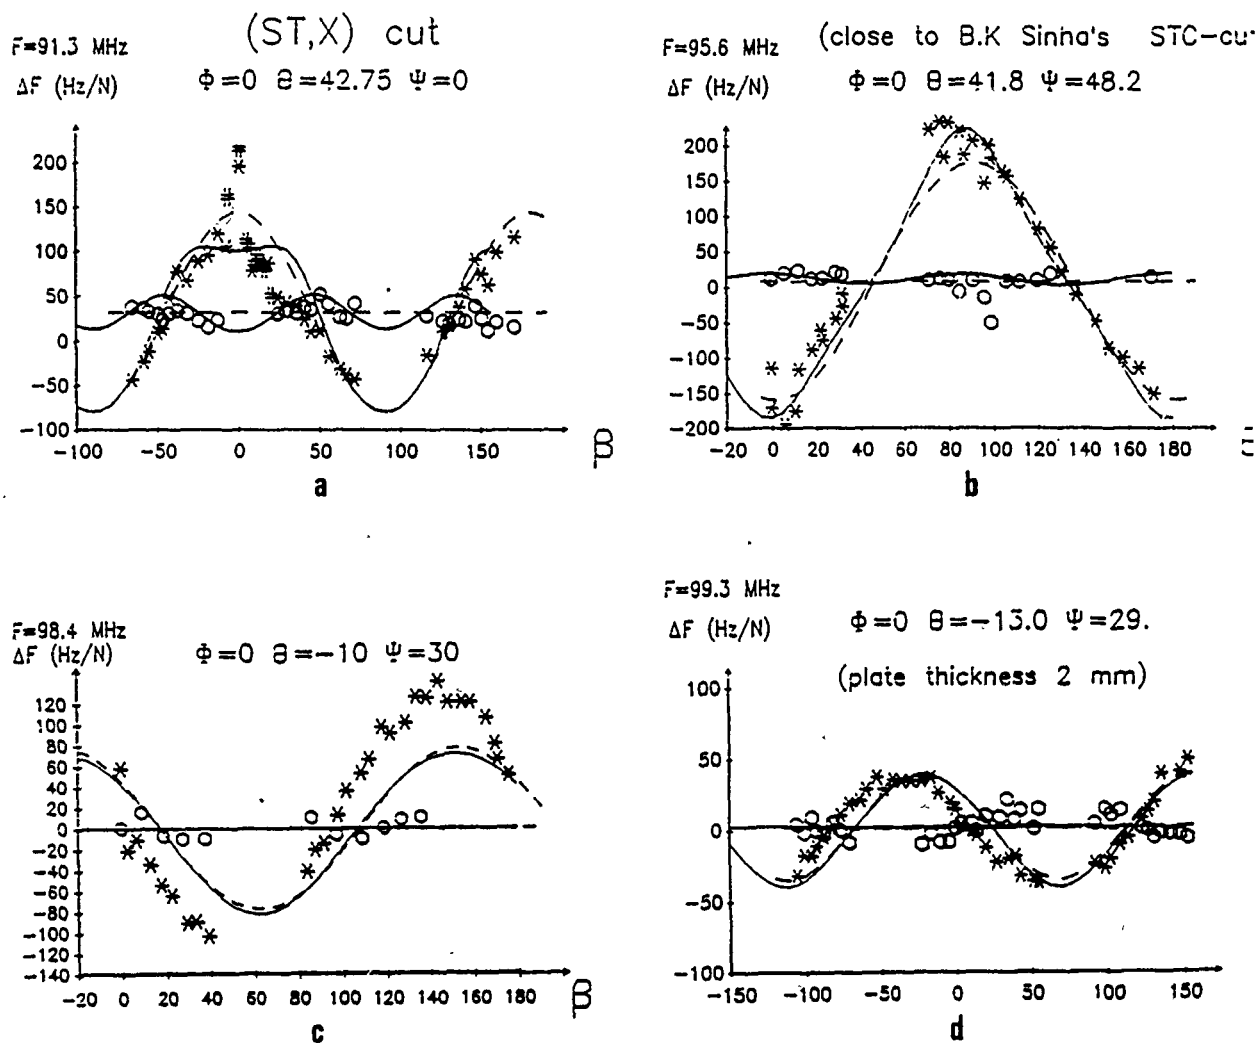 (ST,X) cut
F=91.3 MHz
ΔF (Hz/N)
Φ=0 θ=42.75 Ψ=0
200
150
100
50
0
−50
−100
−100 −50 0 50 100 150
β
a
F=95.6 MHz
(close to B.K Sinha's STC-cu
ΔF (Hz/N)
Φ=0 θ=41.8 Ψ=48.2
200
150
100
50
0
−50
−100
−150
−200
−20 0 20 40 60 80 100 120 140 160 180
b
F=98.4 MHz
ΔF (Hz/N)
Φ=0 θ=−10 Ψ=30
120
100
80
60
40
20
0
−20
−40
−60
−80
−100
−120
−140
−20 0 20 40 60 80 100 120 140 160 180
β
c
F=99.3 MHz
ΔF (Hz/N)
Φ=0 θ=−13.0 Ψ=29.
(plate thickness 2 mm)
100
50
0
−50
−100
−150 −100 −50 0 50 100 150
d